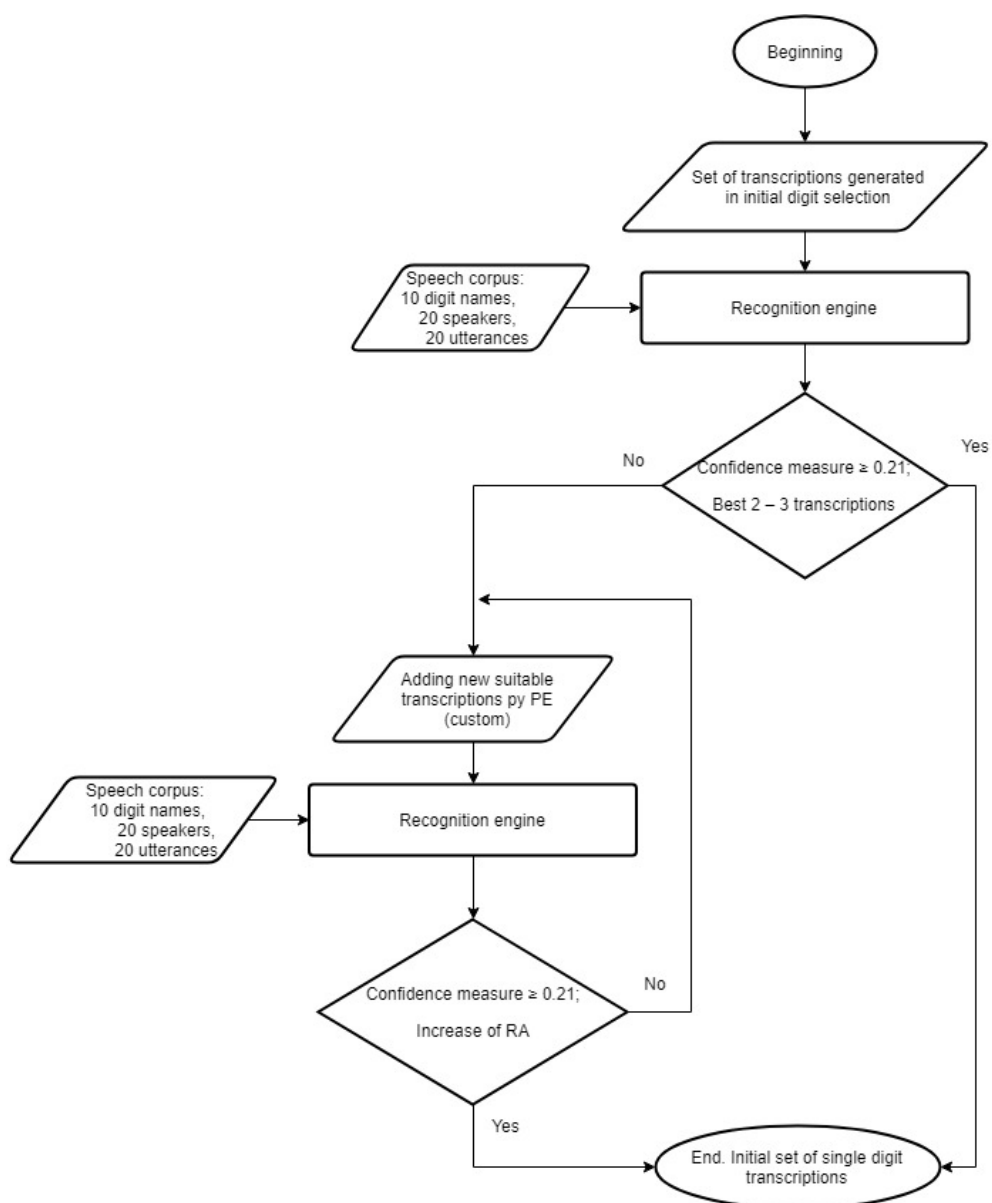 Beginning
Set of transcriptions generated
in initial digit selection
Speech corpus:
10 digit names,
20 speakers,
20 utterances
Recognition engine
No
Yes
Confidence measure ≥ 0.21;
Best 2 – 3 transcriptions
Adding new suitable
transcriptions py PE
(custom)
Speech corpus:
10 digit names,
20 speakers,
20 utterances
Recognition engine
Confidence measure ≥ 0.21;
Increase of RA
No
Yes
End. Initial set of single digit
transcriptions